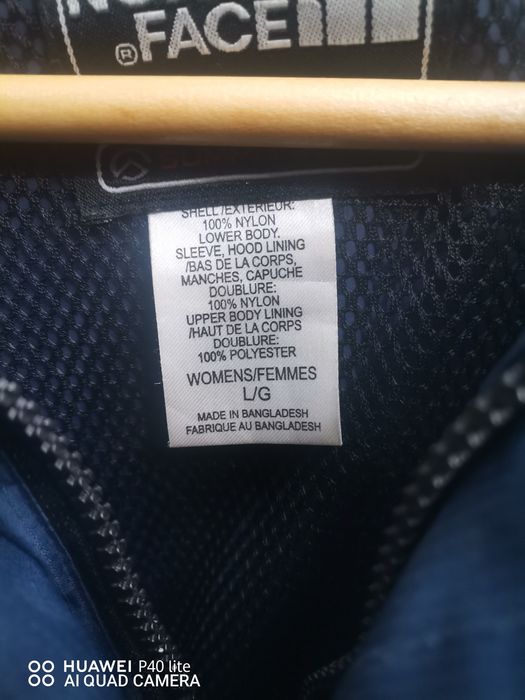 FACE
®
SHELL/EXTERIEUR:
100% NYLON
LOWER BODY.
SLEEVE, HOOD LINING
/BAS DE LA CORPS,
MANCHES, CAPUCHE
DOUBLURE:
100% NYLON
UPPER BODY LINING
/HAUT DE LA CORPS
DOUBLURE:
100% POLYESTER
WOMENS/FEMMES
L/G
MADE IN BANGLADESH
FABRIQUE AU BANGLADESH
HUAWEI P40 lite
AI QUAD CAMERA